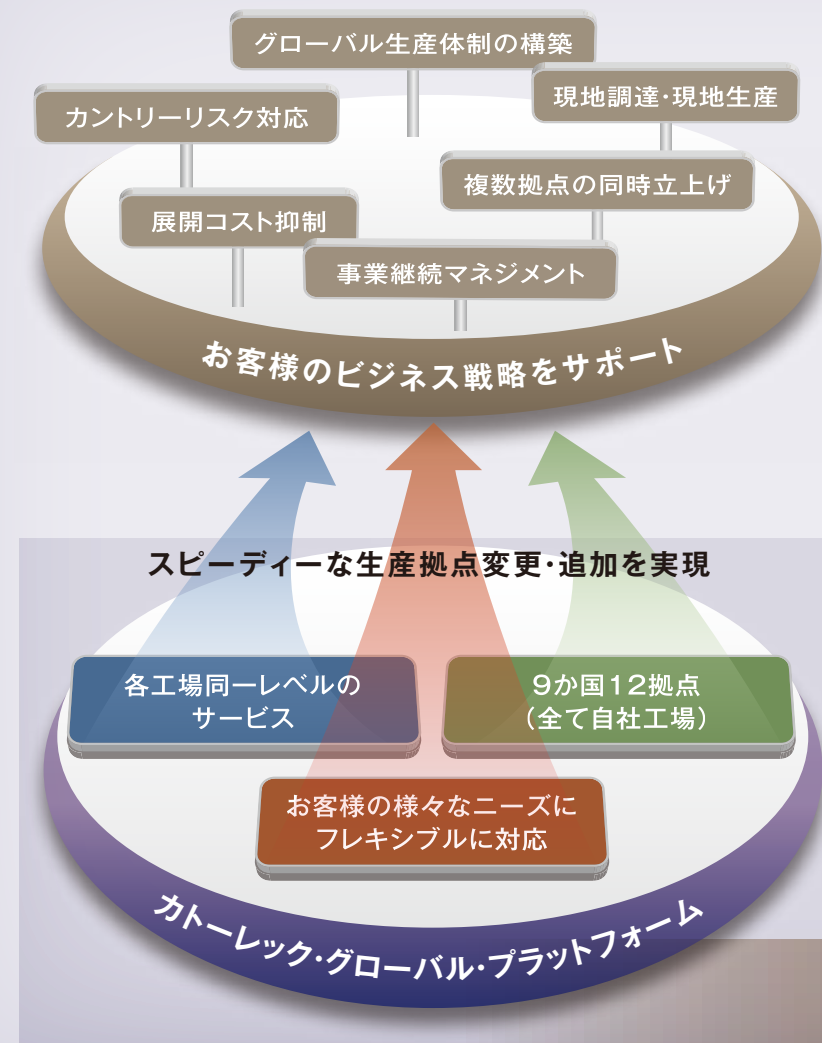 グローバル生産体制の構築
現地調達・現地生産
カントリーリスク対応
複数拠点の同時立上げ
展開コスト抑制
事業継続マネジメント
お客様のビジネス戦略をサポート
スピーディーな生産拠点変更・追加を実現
各工場同一レベルの
サービス
9か国12拠点
（全て自社工場）
お客様の様々なニーズに
フレキシブルに対応
カトーレック・グローバル・プラットフォーム